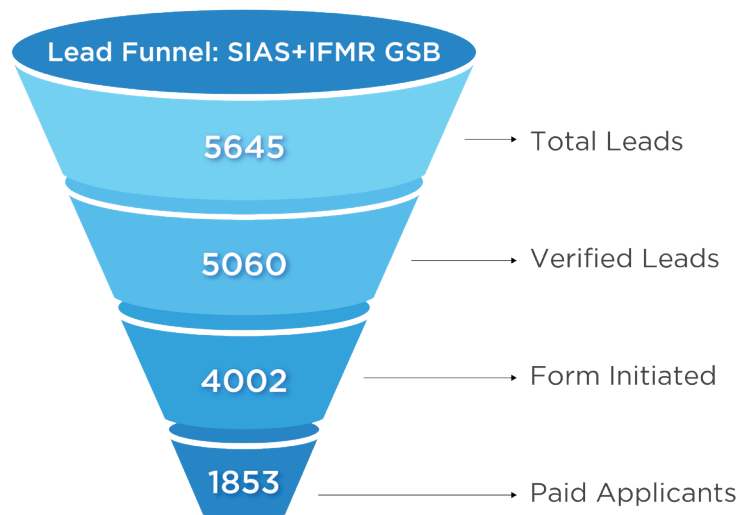 Lead Funnel: SIAS+IFMR GSB
5645
Total Leads
5060
Verified Leads
4002
Form Initiated
1853
Paid Applicants